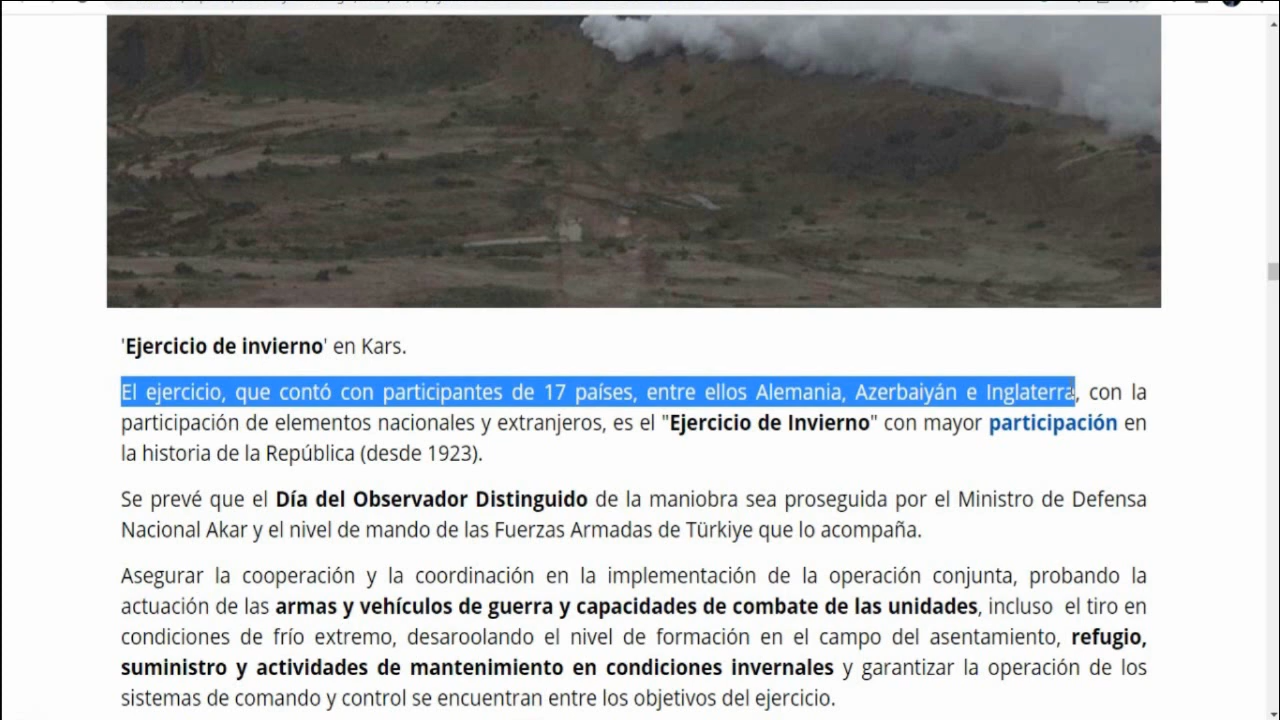 'Ejercicio de invierno' en Kars.
El ejercicio, que contó con participantes de 17 países, entre ellos Alemania, Azerbaiyán e Inglaterra, con la
participación de elementos nacionales y extranjeros, es el "Ejercicio de Invierno" con mayor participación en
la historia de la República (desde 1923).
Se prevé que el Día del Observador Distinguido de la maniobra sea proseguida por el Ministro de Defensa
Nacional Akar y el nivel de mando de las Fuerzas Armadas de Türkiye que lo acompaña.
Asegurar la cooperación y la coordinación en la implementación de la operación conjunta, probando la
actuación de las armas y vehículos de guerra y capacidades de combate de las unidades, incluso el tiro en
condiciones de frío extremo, desaroolando el nivel de formación en el campo del asentamiento, refugio,
suministro y actividades de mantenimiento en condiciones invernales y garantizar la operación de los
sistemas de comando y control se encuentran entre los objetivos del ejercicio.